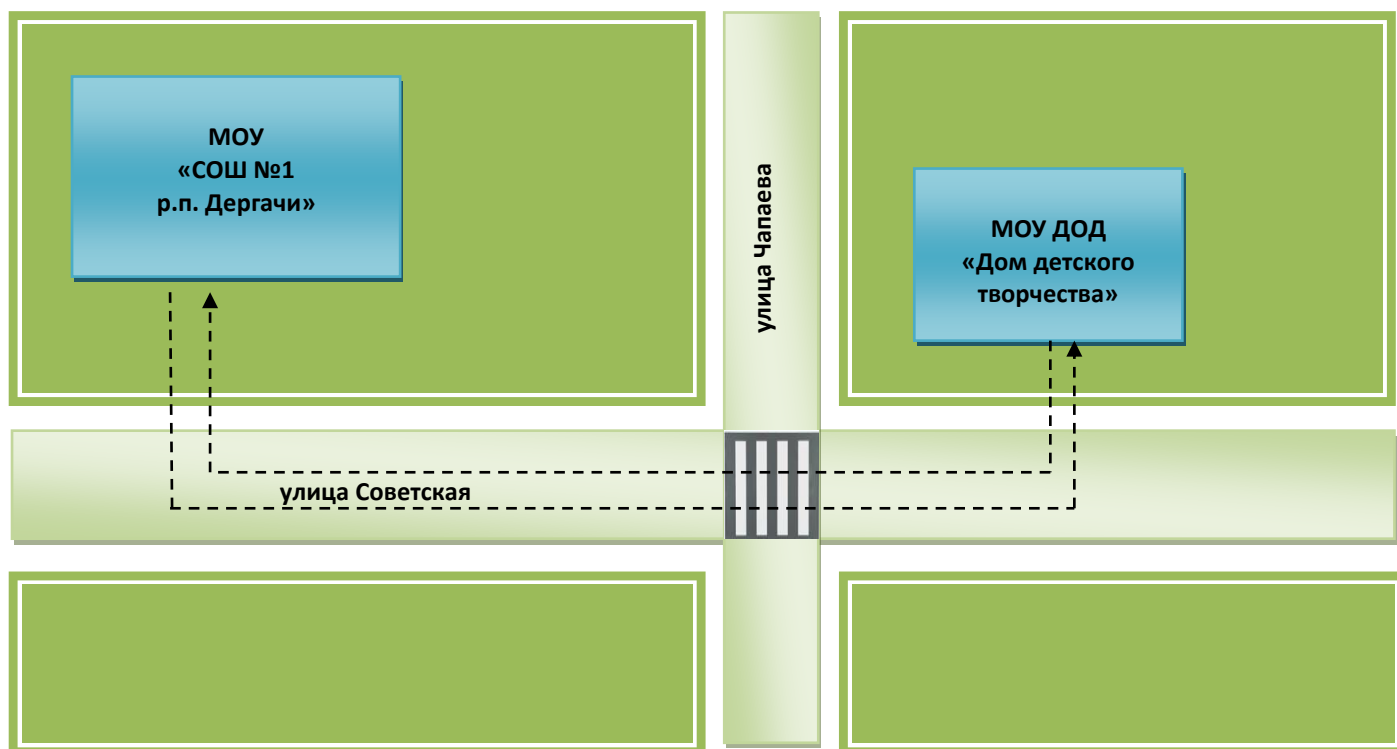 МОУ
«СОШ №1
р.п. Дергачи»
улица Чапаева
МОУ ДОД
«Дом детского
творчества»
улица Советская